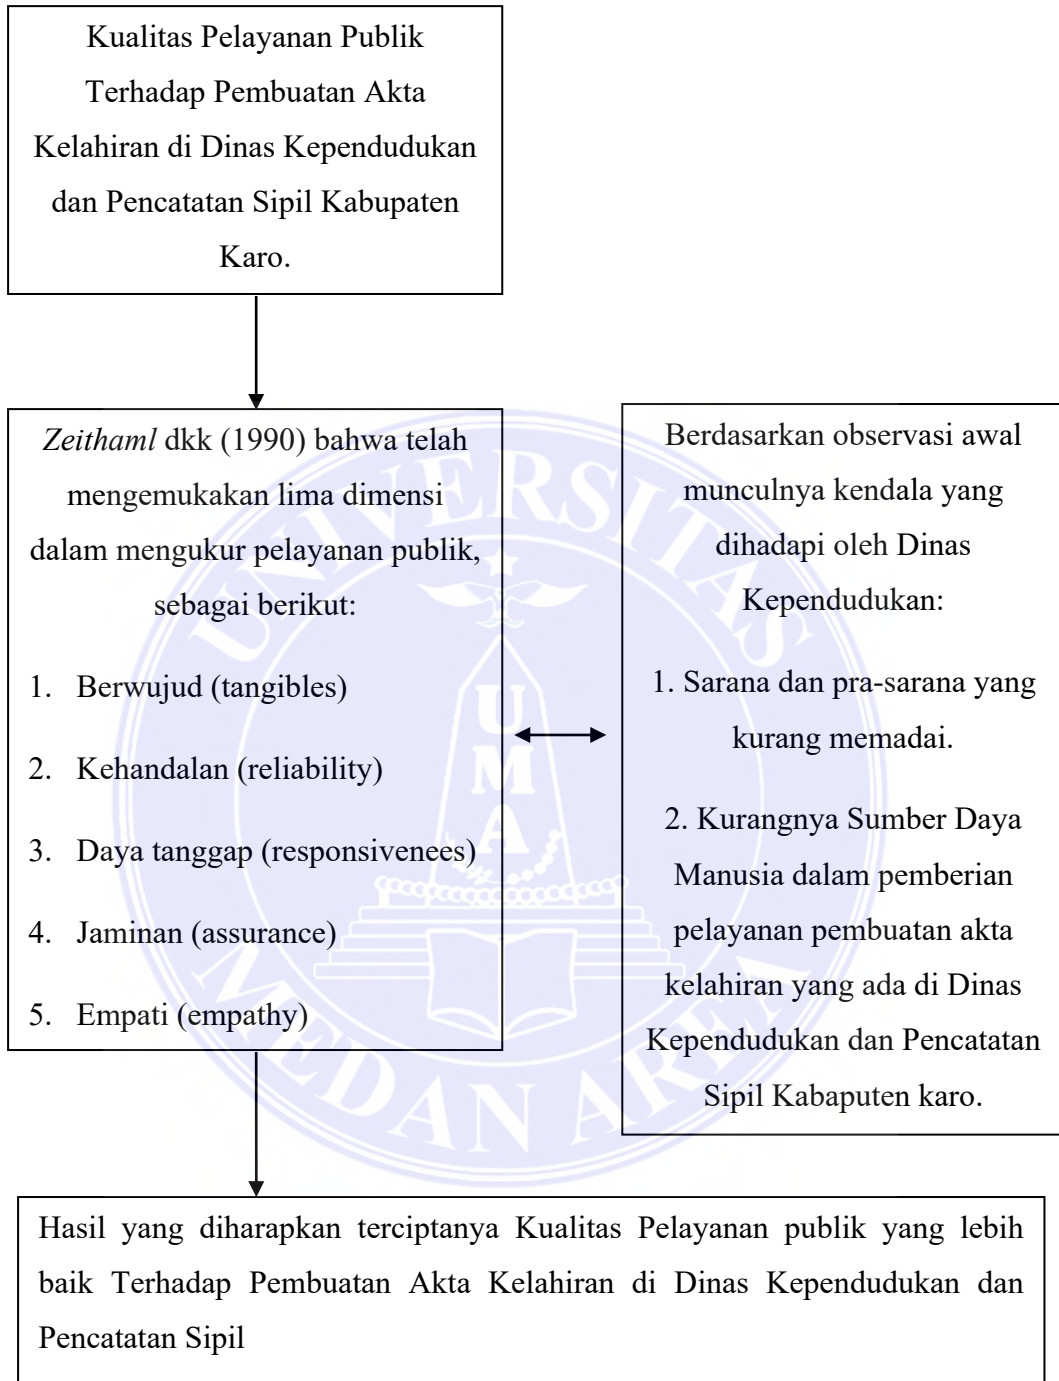 Kualitas Pelayanan Publik
Terhadap Pembuatan Akta
Kelahiran di Dinas Kependudukan
dan Pencatatan Sipil Kabupaten
Karo.
Zeithaml dkk (1990) bahwa telah
mengemukakan lima dimensi
dalam mengukur pelayanan publik,
sebagai berikut:
1. Berwujud (tangibles)
2. Kehandalan (reliability)
3. Daya tanggap (responsivenees)
4. Jaminan (assurance)
5. Empati (empathy)
Berdasarkan observasi awal
munculnya kendala yang
dihadapi oleh Dinas
Kependudukan:
1. Sarana dan pra-sarana yang
kurang memadai.
2. Kurangnya Sumber Daya
Manusia dalam pemberian
pelayanan pembuatan akta
kelahiran yang ada di Dinas
Kependudukan dan Pencatatan
Sipil Kabaputen karo.
Hasil yang diharapkan terciptanya Kualitas Pelayanan publik yang lebih
baik Terhadap Pembuatan Akta Kelahiran di Dinas Kependudukan dan
Pencatatan Sipil
UNIVERSITAS
UMA
MEDAN AREA